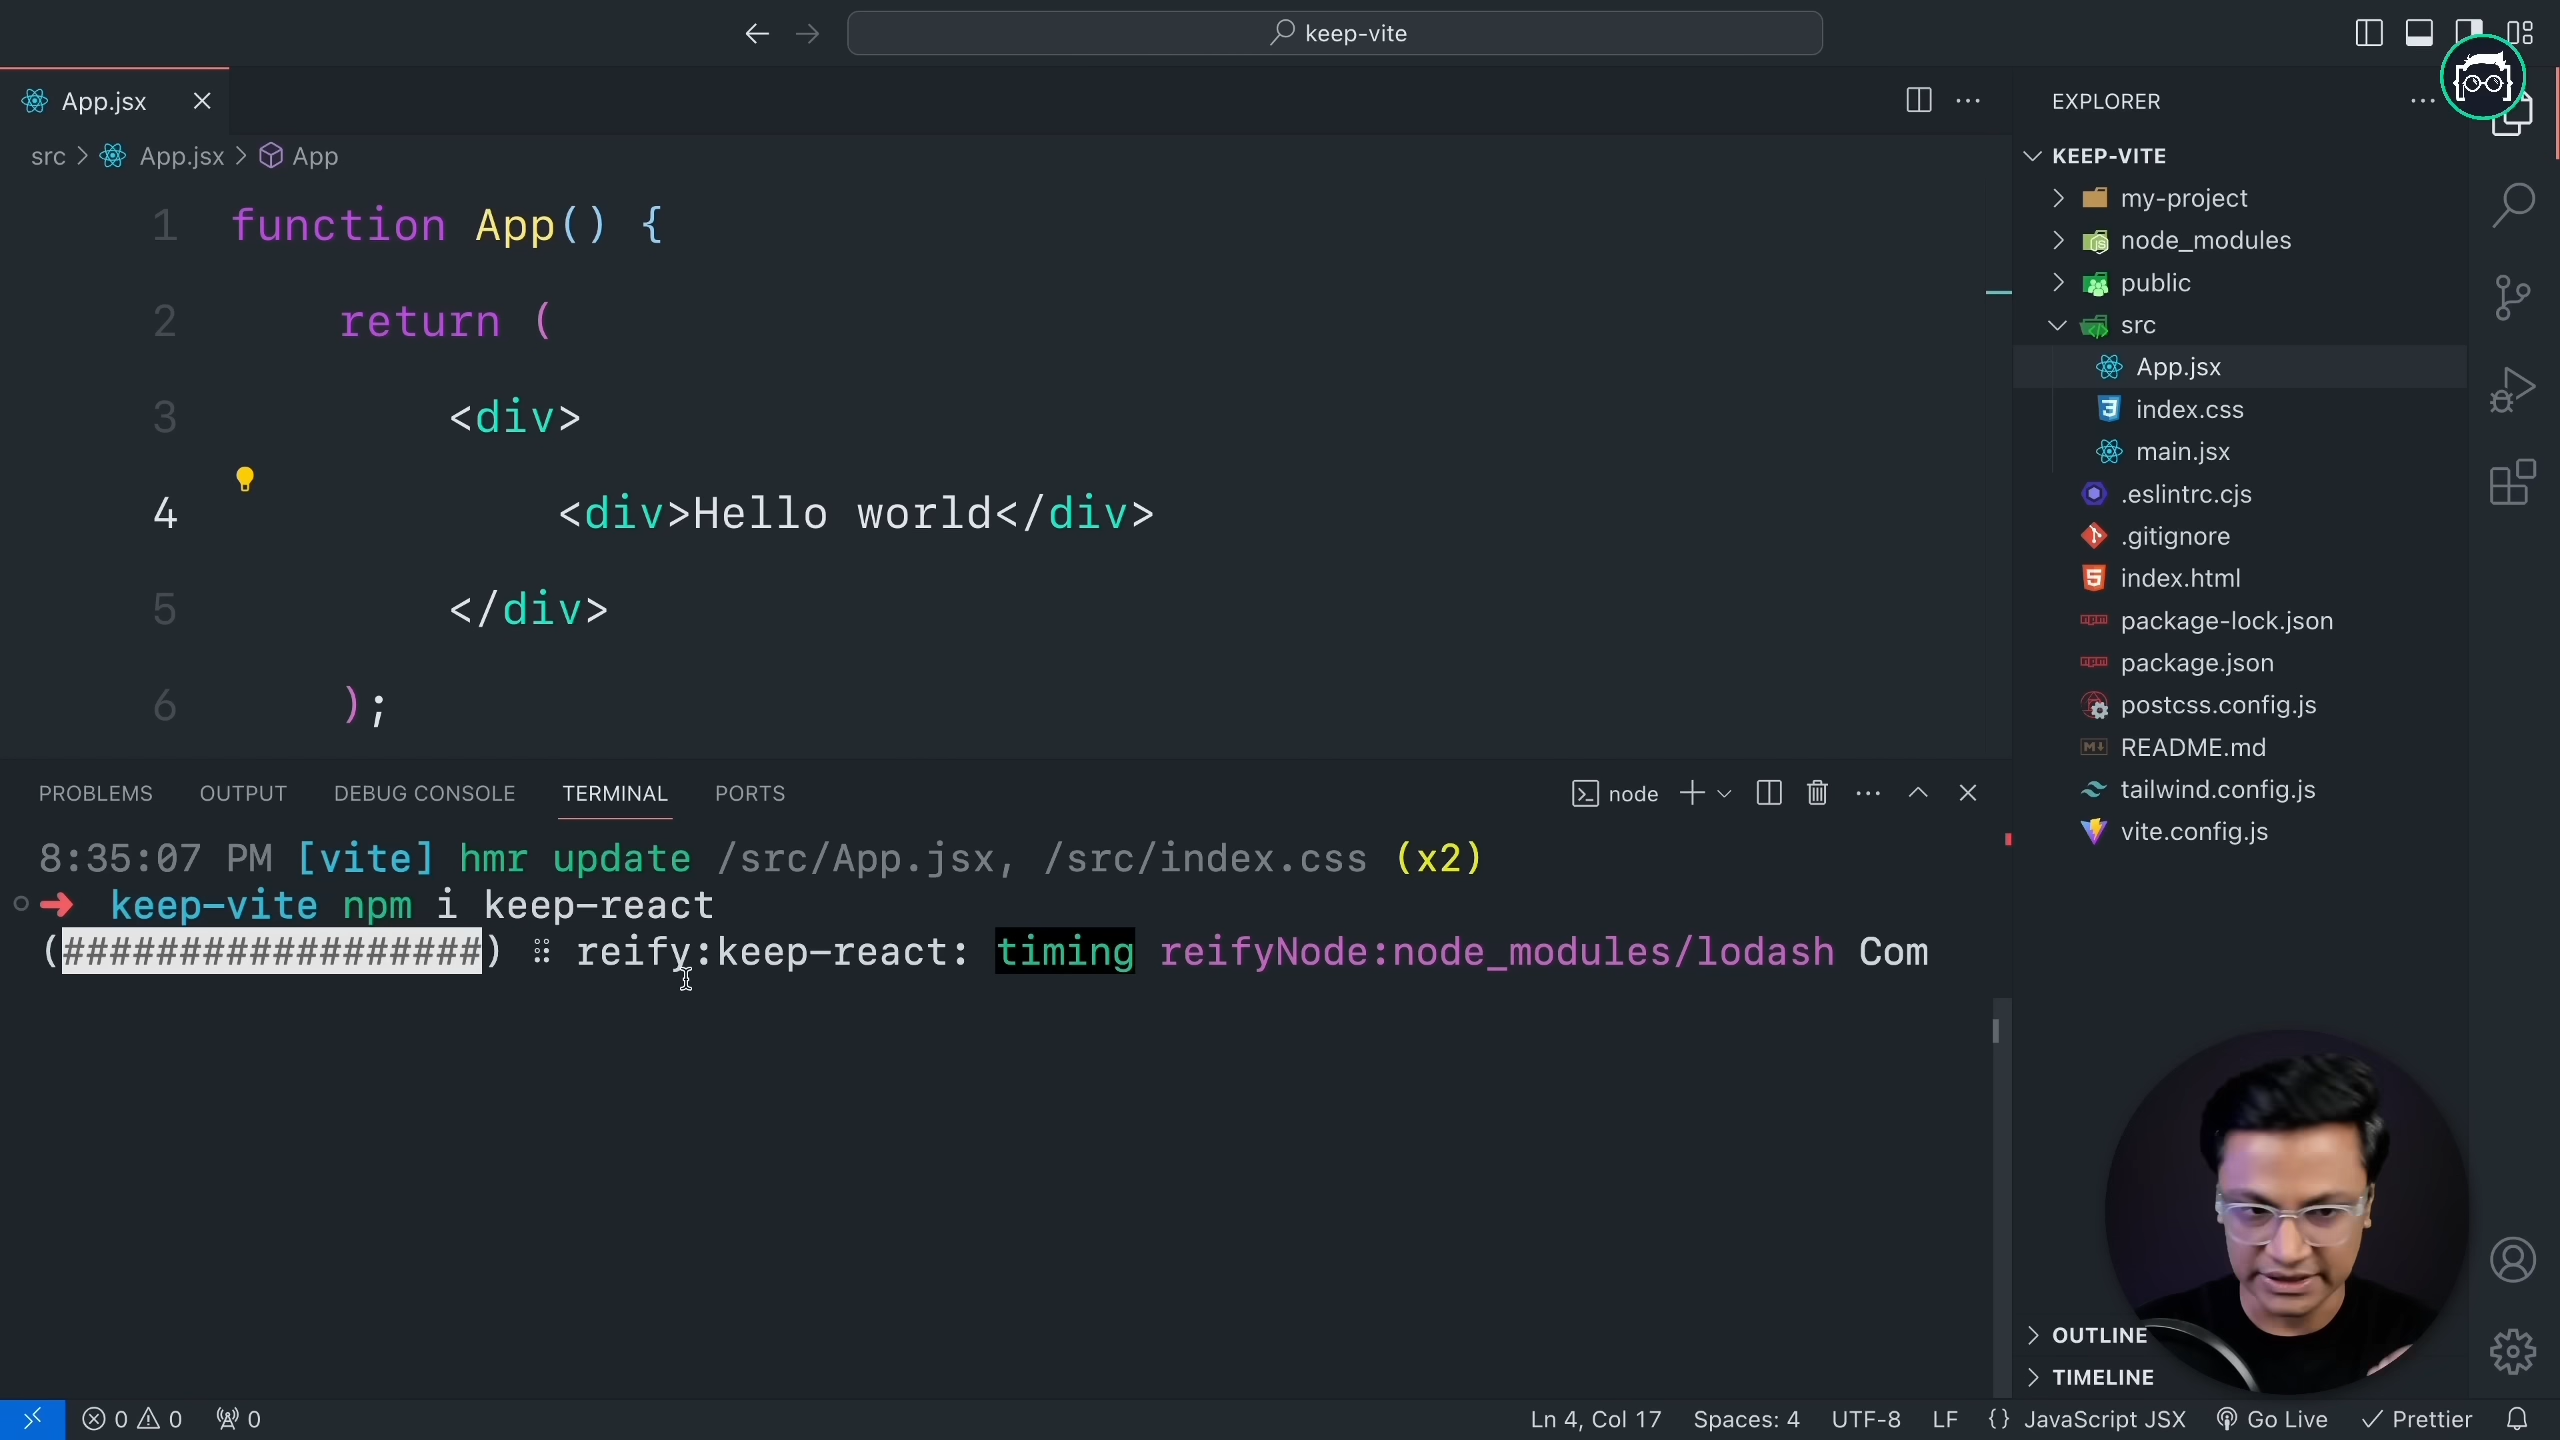 keep-vite
App.jsx
src > App.jsx > App
1 function App() {
2 return (
3 <div>
4 <div>Hello world</div>
5 </div>
6 );
PROBLEMS OUTPUT DEBUG CONSOLE TERMINAL PORTS node
8:35:07 PM [vite] hmr update /src/App.jsx, /src/index.css (x2)
➜ keep-vite npm i keep-react
(##################) ⠿ reify:keep-react: timing reifyNode:node_modules/lodash Com
EXPLORER
KEEP-VITE
my-project
node_modules
public
src
App.jsx
index.css
main.jsx
.eslintrc.cjs
.gitignore
index.html
package-lock.json
package.json
postcss.config.js
README.md
tailwind.config.js
vite.config.js
OUTLINE
TIMELINE
0 0 0 Ln 4, Col 17 Spaces: 4 UTF-8 LF {} JavaScript JSX Go Live Prettier